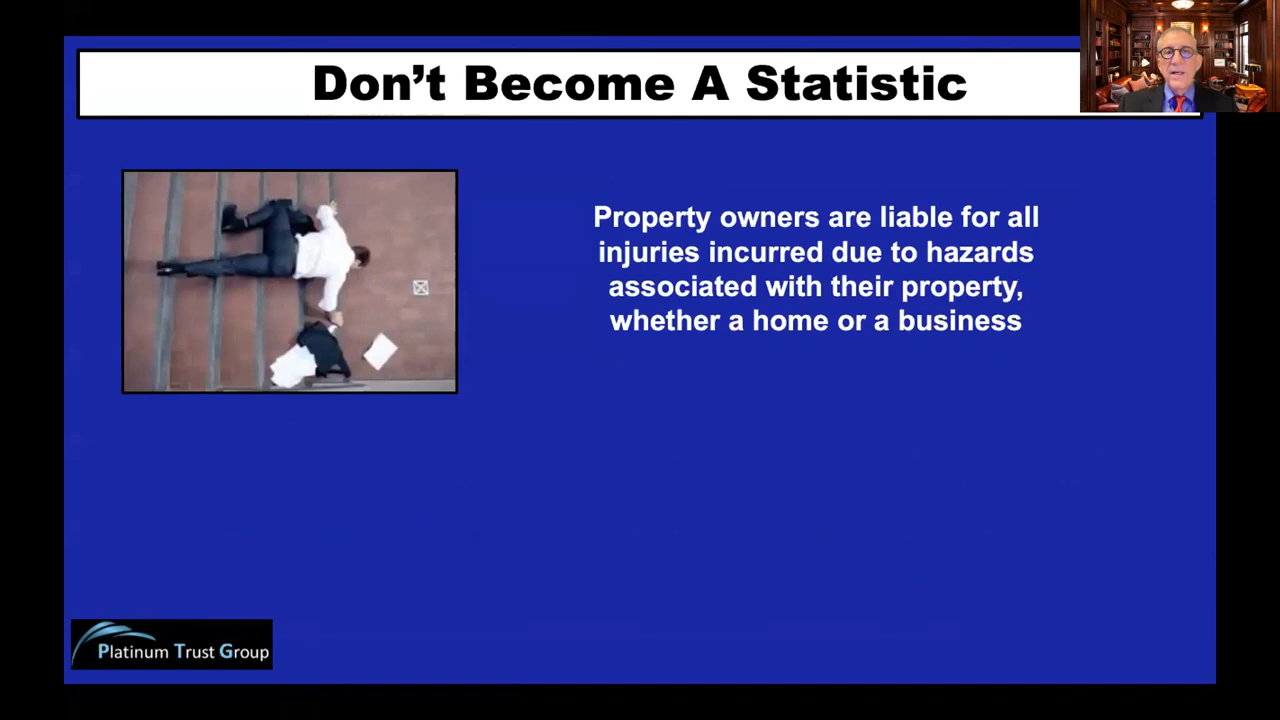 Don’t Become A Statistic
Property owners are liable for all
injuries incurred due to hazards
associated with their property,
whether a home or a business
Platinum Trust Group